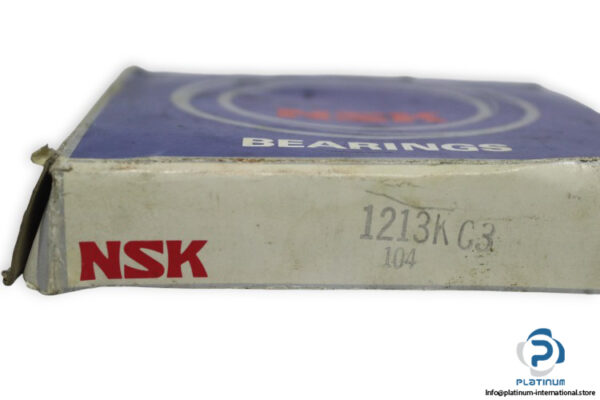 NSK
BEARINGS
NSK
1213K C3
104
PLATINUM
Info@platinum-international.store